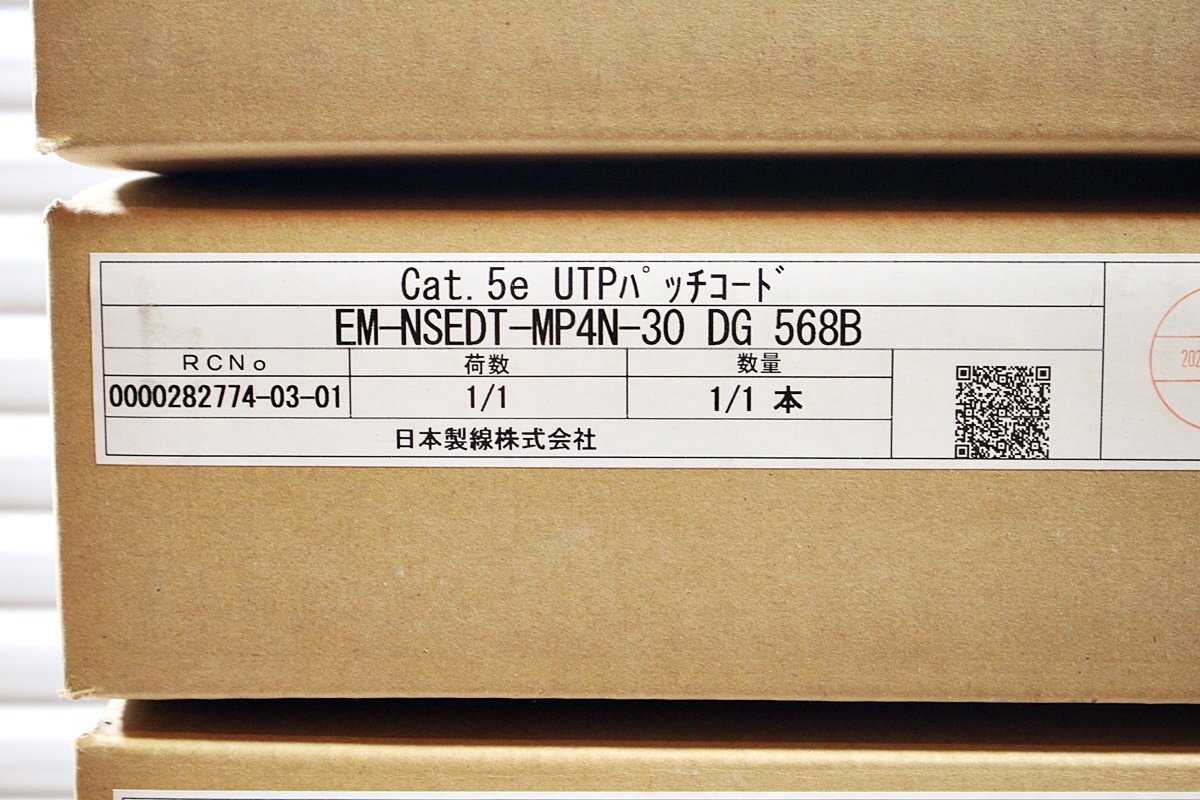 Cat.5e UTPﾊﾟｯﾁｺｰﾄﾞ
EM-NSEDT-MP4N-30 DG 568B
ＲＣＮｏ 荷数 数量
0000282774-03-01 1/1 1/1 本
日本製線株式会社
202